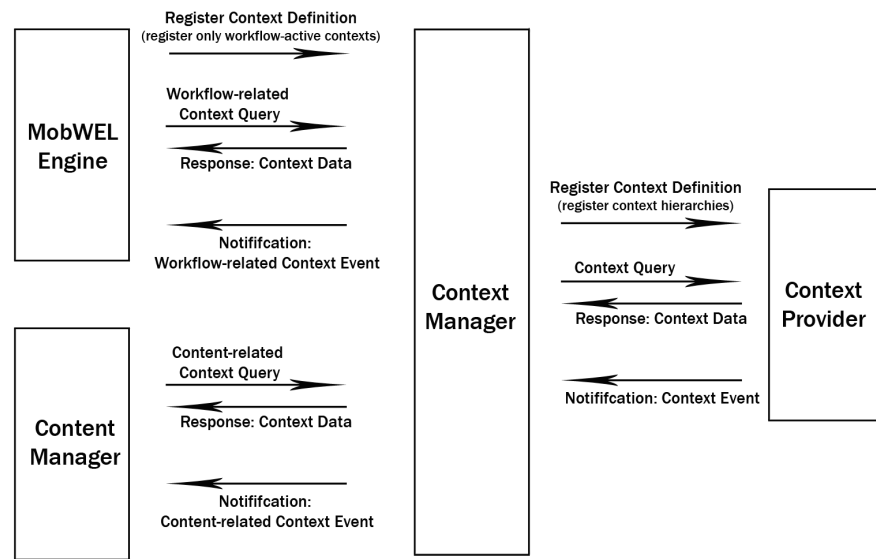 Register Context Definition
(register only workflow-active contexts)
MobWEL
Engine
Workflow-related
Context Query
Response: Context Data
Notififcation:
Workflow-related Context Event
Content
Manager
Content-related
Context Query
Response: Context Data
Notififcation:
Content-related Context Event
Context
Manager
Register Context Definition
(register context hierarchies)
Context Query
Response: Context Data
Notififcation: Context Event
Context
Provider